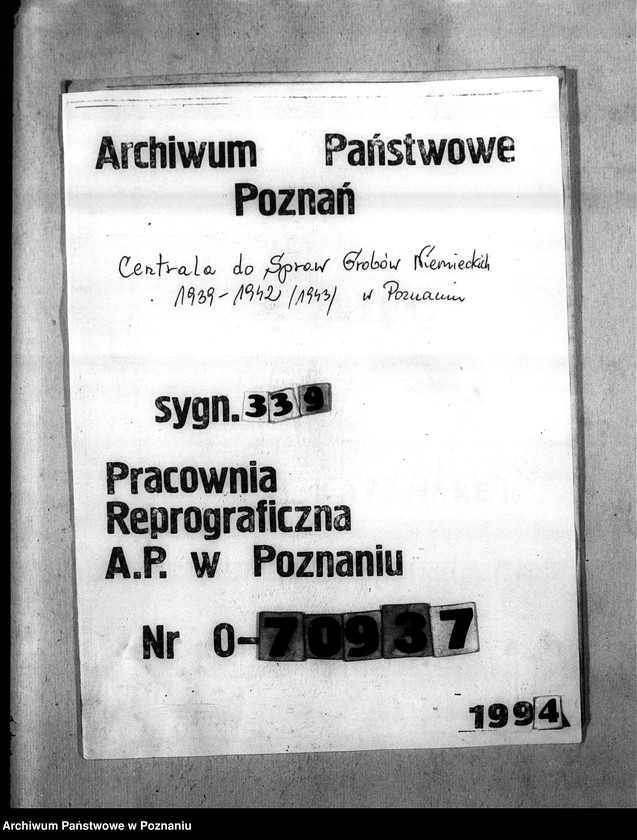 Archiwum Państwowe
Poznań
Centrala do Spraw Grobów Niemieckich
1939-1942 /1943/ w Poznaniu
sygn. 339
Pracownia
Reprograficzna
A.P. w Poznaniu
Nr O-70937
1994
Archiwum Państwowe w Poznaniu